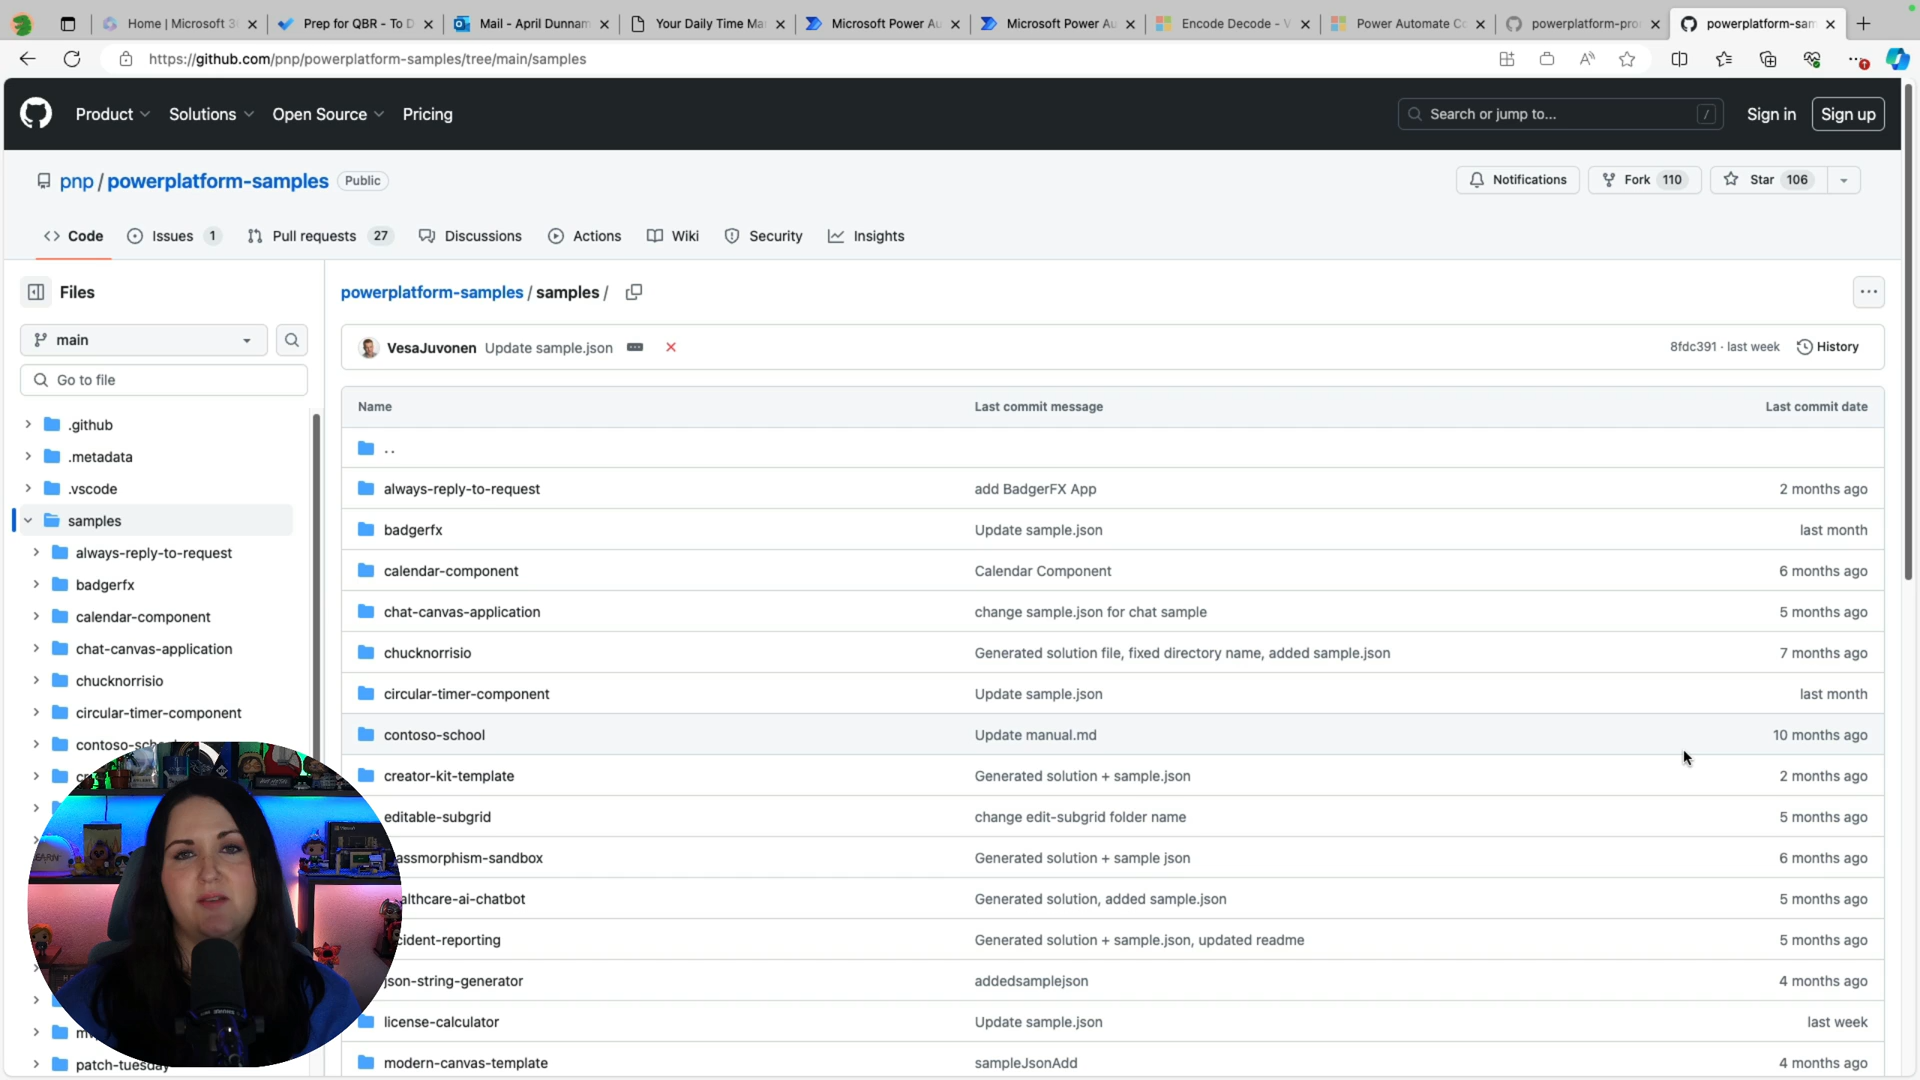 Home | Microsoft 3
Prep for QBR - To D
Mail - April Dunnam
Your Daily Time Ma
Microsoft Power Au
Microsoft Power Au
Encode Decode - V
Power Automate Co
powerplatform-pro
powerplatform-sam
https://github.com/pnp/powerplatform-samples/tree/main/samples
Product
Solutions
Open Source
Pricing
Search or jump to...
/
Sign in
Sign up
pnp / powerplatform-samples
Public
Notifications
Fork 110
Star 106
Code
Issues 1
Pull requests 27
Discussions
Actions
Wiki
Security
Insights
Files
main
Go to file
.github
.metadata
.vscode
samples
always-reply-to-request
badgerfx
calendar-component
chat-canvas-application
chucknorrisio
circular-timer-component
contoso-sch
patch-tuesday
powerplatform-samples / samples /
VesaJuvonen Update sample.json
8fdc391 · last week
History
Name Last commit message Last commit date
..
always-reply-to-request add BadgerFX App 2 months ago
badgerfx Update sample.json last month
calendar-component Calendar Component 6 months ago
chat-canvas-application change sample.json for chat sample 5 months ago
chucknorrisio Generated solution file, fixed directory name, added sample.json 7 months ago
circular-timer-component Update sample.json last month
contoso-school Update manual.md 10 months ago
creator-kit-template Generated solution + sample.json 2 months ago
editable-subgrid change edit-subgrid folder name 5 months ago
assmorphism-sandbox Generated solution + sample json 6 months ago
althcare-ai-chatbot Generated solution, added sample.json 5 months ago
cident-reporting Generated solution + sample.json, updated readme 5 months ago
json-string-generator addedsamplejson 4 months ago
license-calculator Update sample.json last week
modern-canvas-template sampleJsonAdd 4 months ago